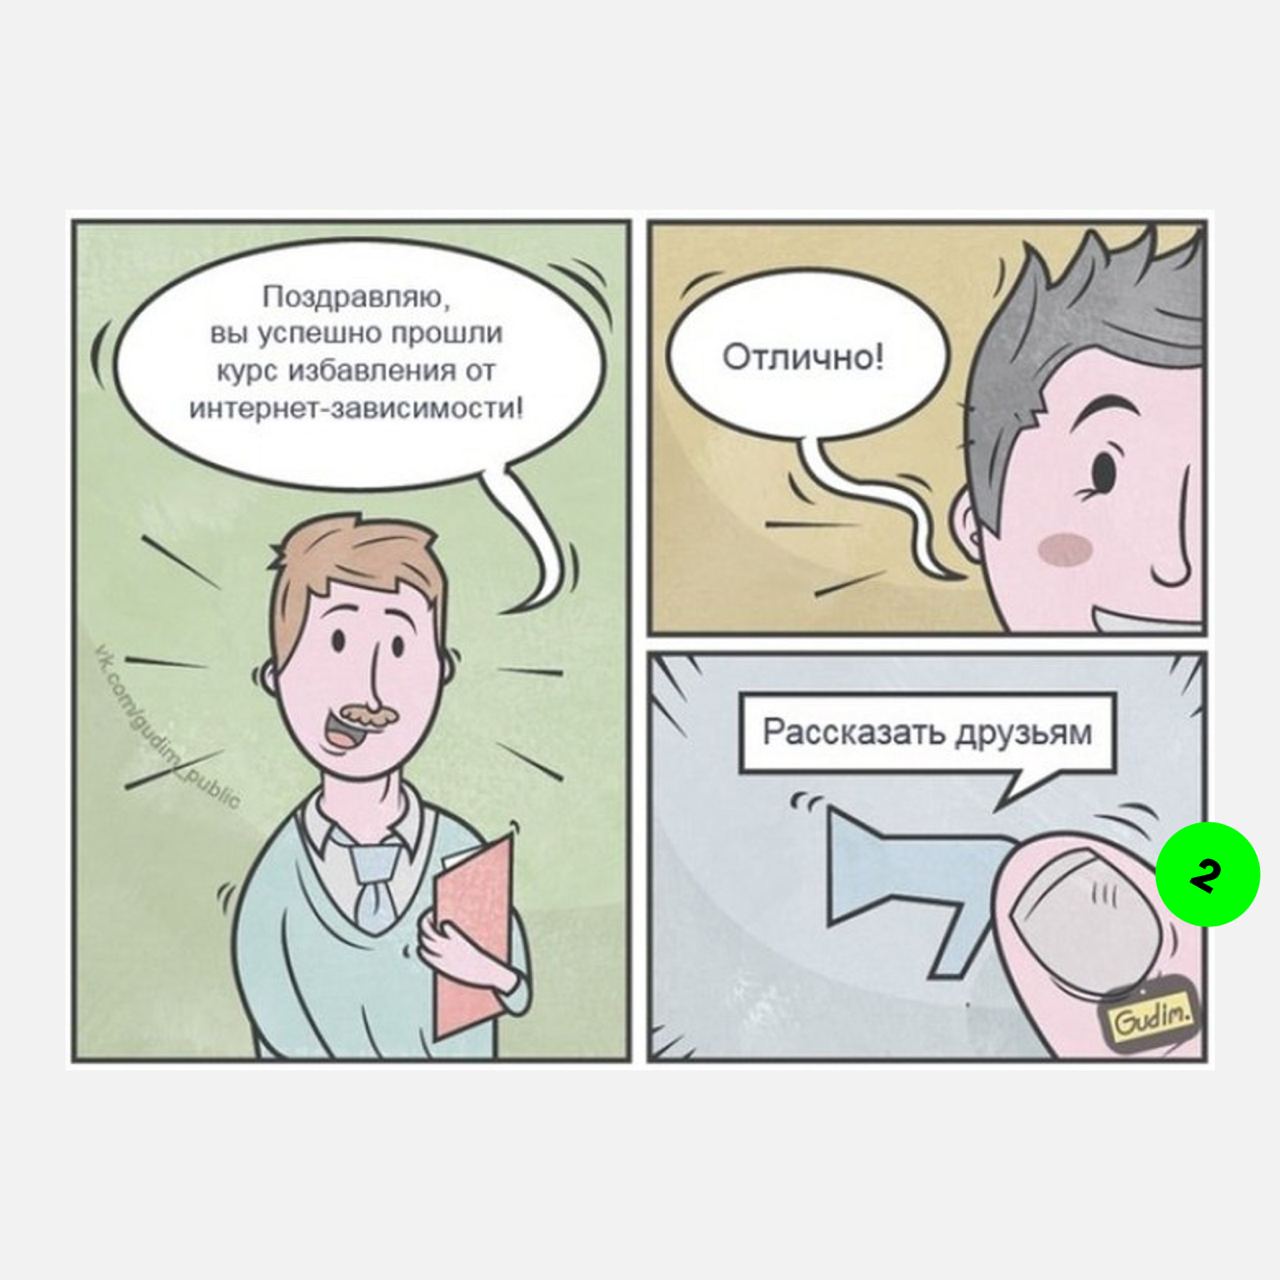 Поздравляю,
вы успешно прошли
курс избавления от
интернет-зависимости!
vk.com/gudim_public
Отлично!
Рассказать друзьям
2
Gudim.